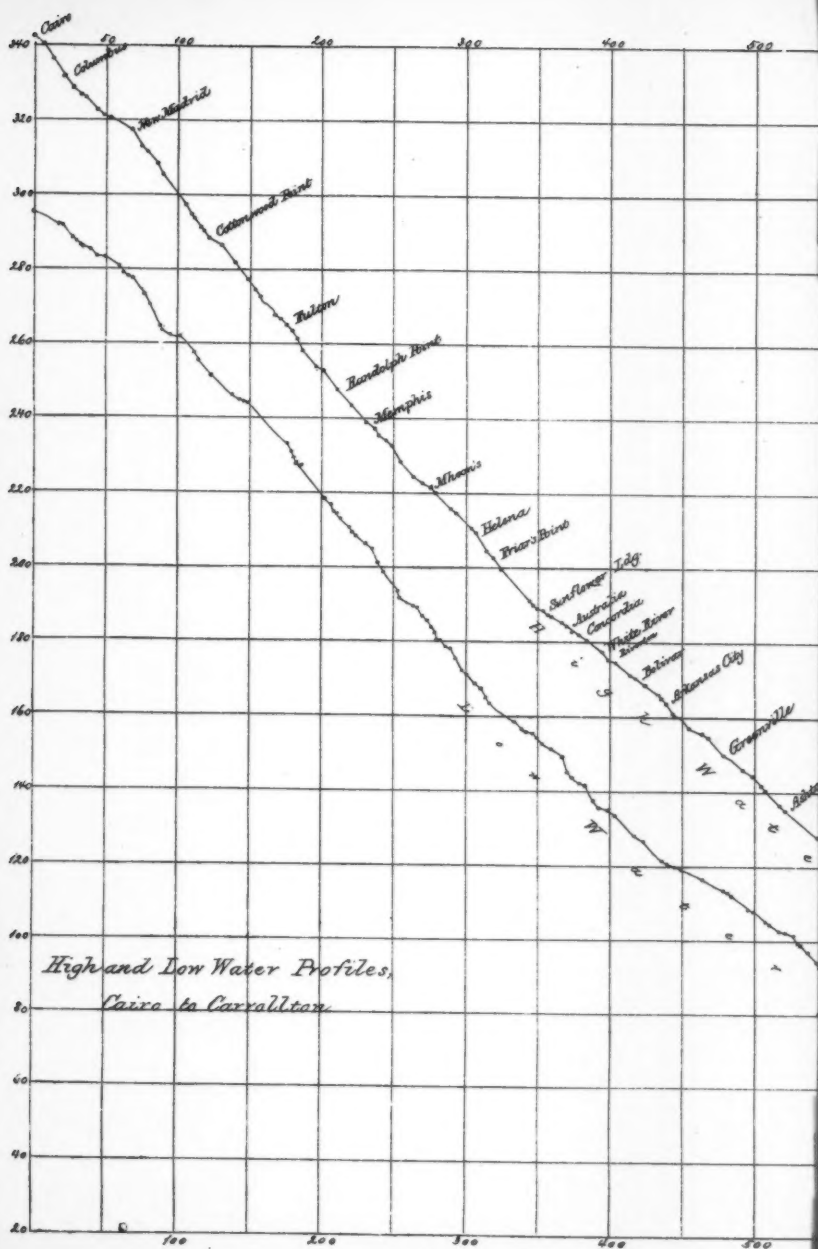 Cairo
340 50 100 200 300 400 500
Columbus
320
New Madrid
300
Cottonwood Point
280
Fulton
260
Randolph Point
240
Memphis
220
Mhoon's
Helena
Friar's Point
200
Sunflower Ldg.
Australia
Concordia
180
White River
Bolivar
Arkansas City
160
Greenville
140
Ashton
High Water
Low Water
120
100
High and Low Water Profiles,
Cairo to Carrollton.
80
60
40
20
100 200 300 400 500